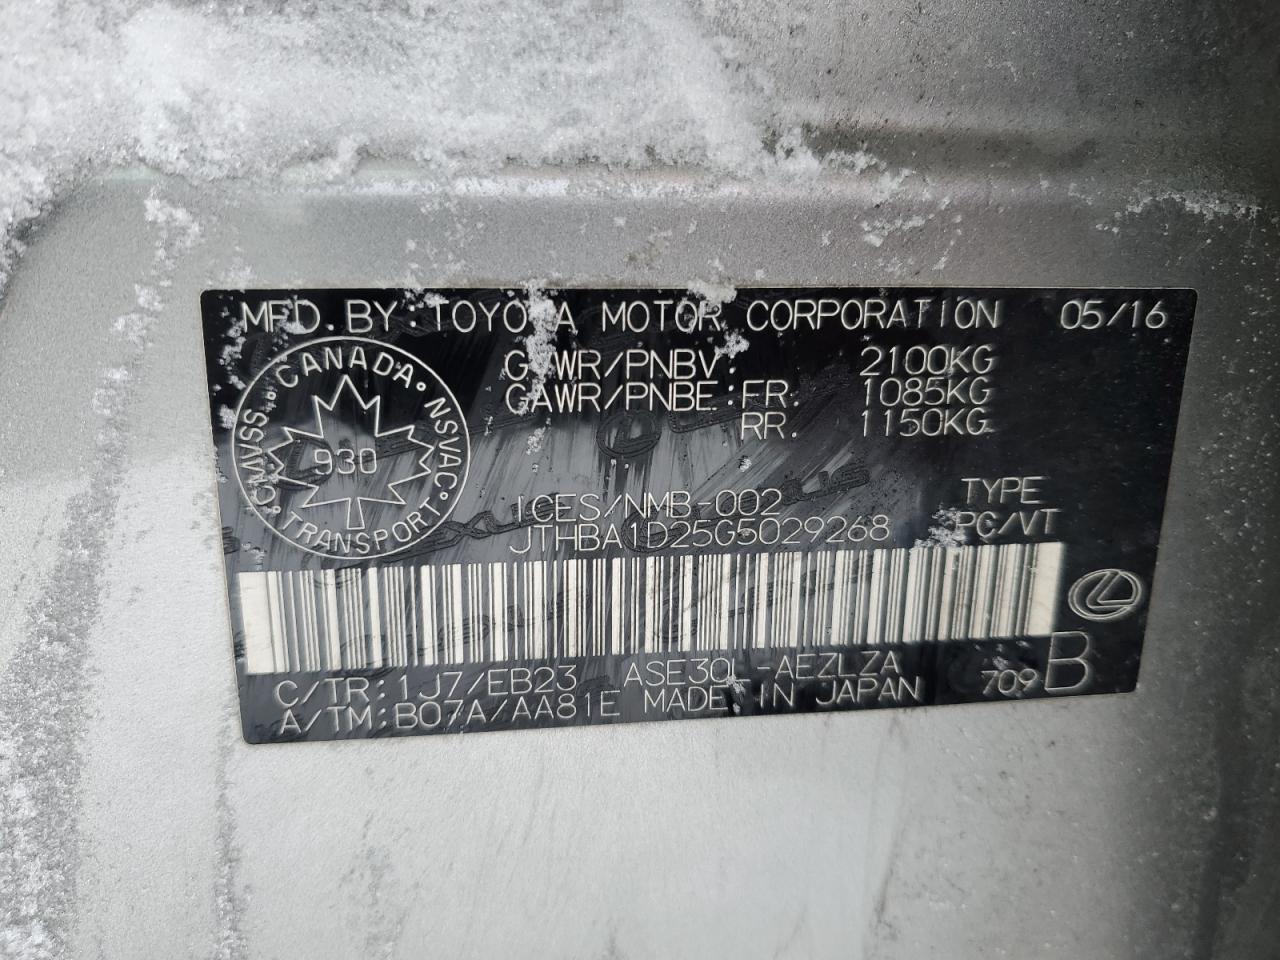 MFD. BY:TOYOTA MOTOR CORPORATION 05/16
GVWR/PNBV: 2100KG
GAWR/PNBE:FR: 1085KG
RR. 1150KG
CANADA
NSVAC
TRANSPORT
CMVSS
930
ICES/NMB-002 TYPE
JTHBA1D25G5029268 PC/VT
C/TR:1J7/EB23 ASE30L-AEZLZA
A/TM:B07A/AA81E MADE IN JAPAN 709 B